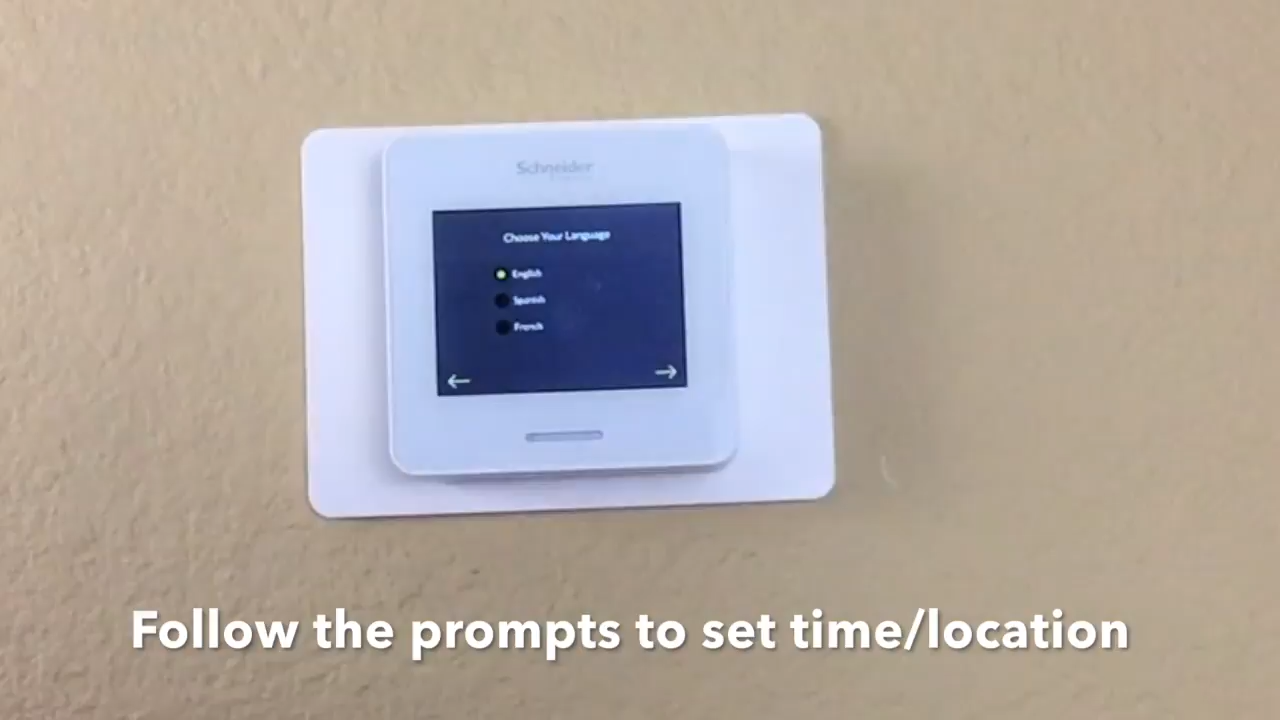 Schneider
Choose Your Language
English
Spanish
French
Follow the prompts to set time/location